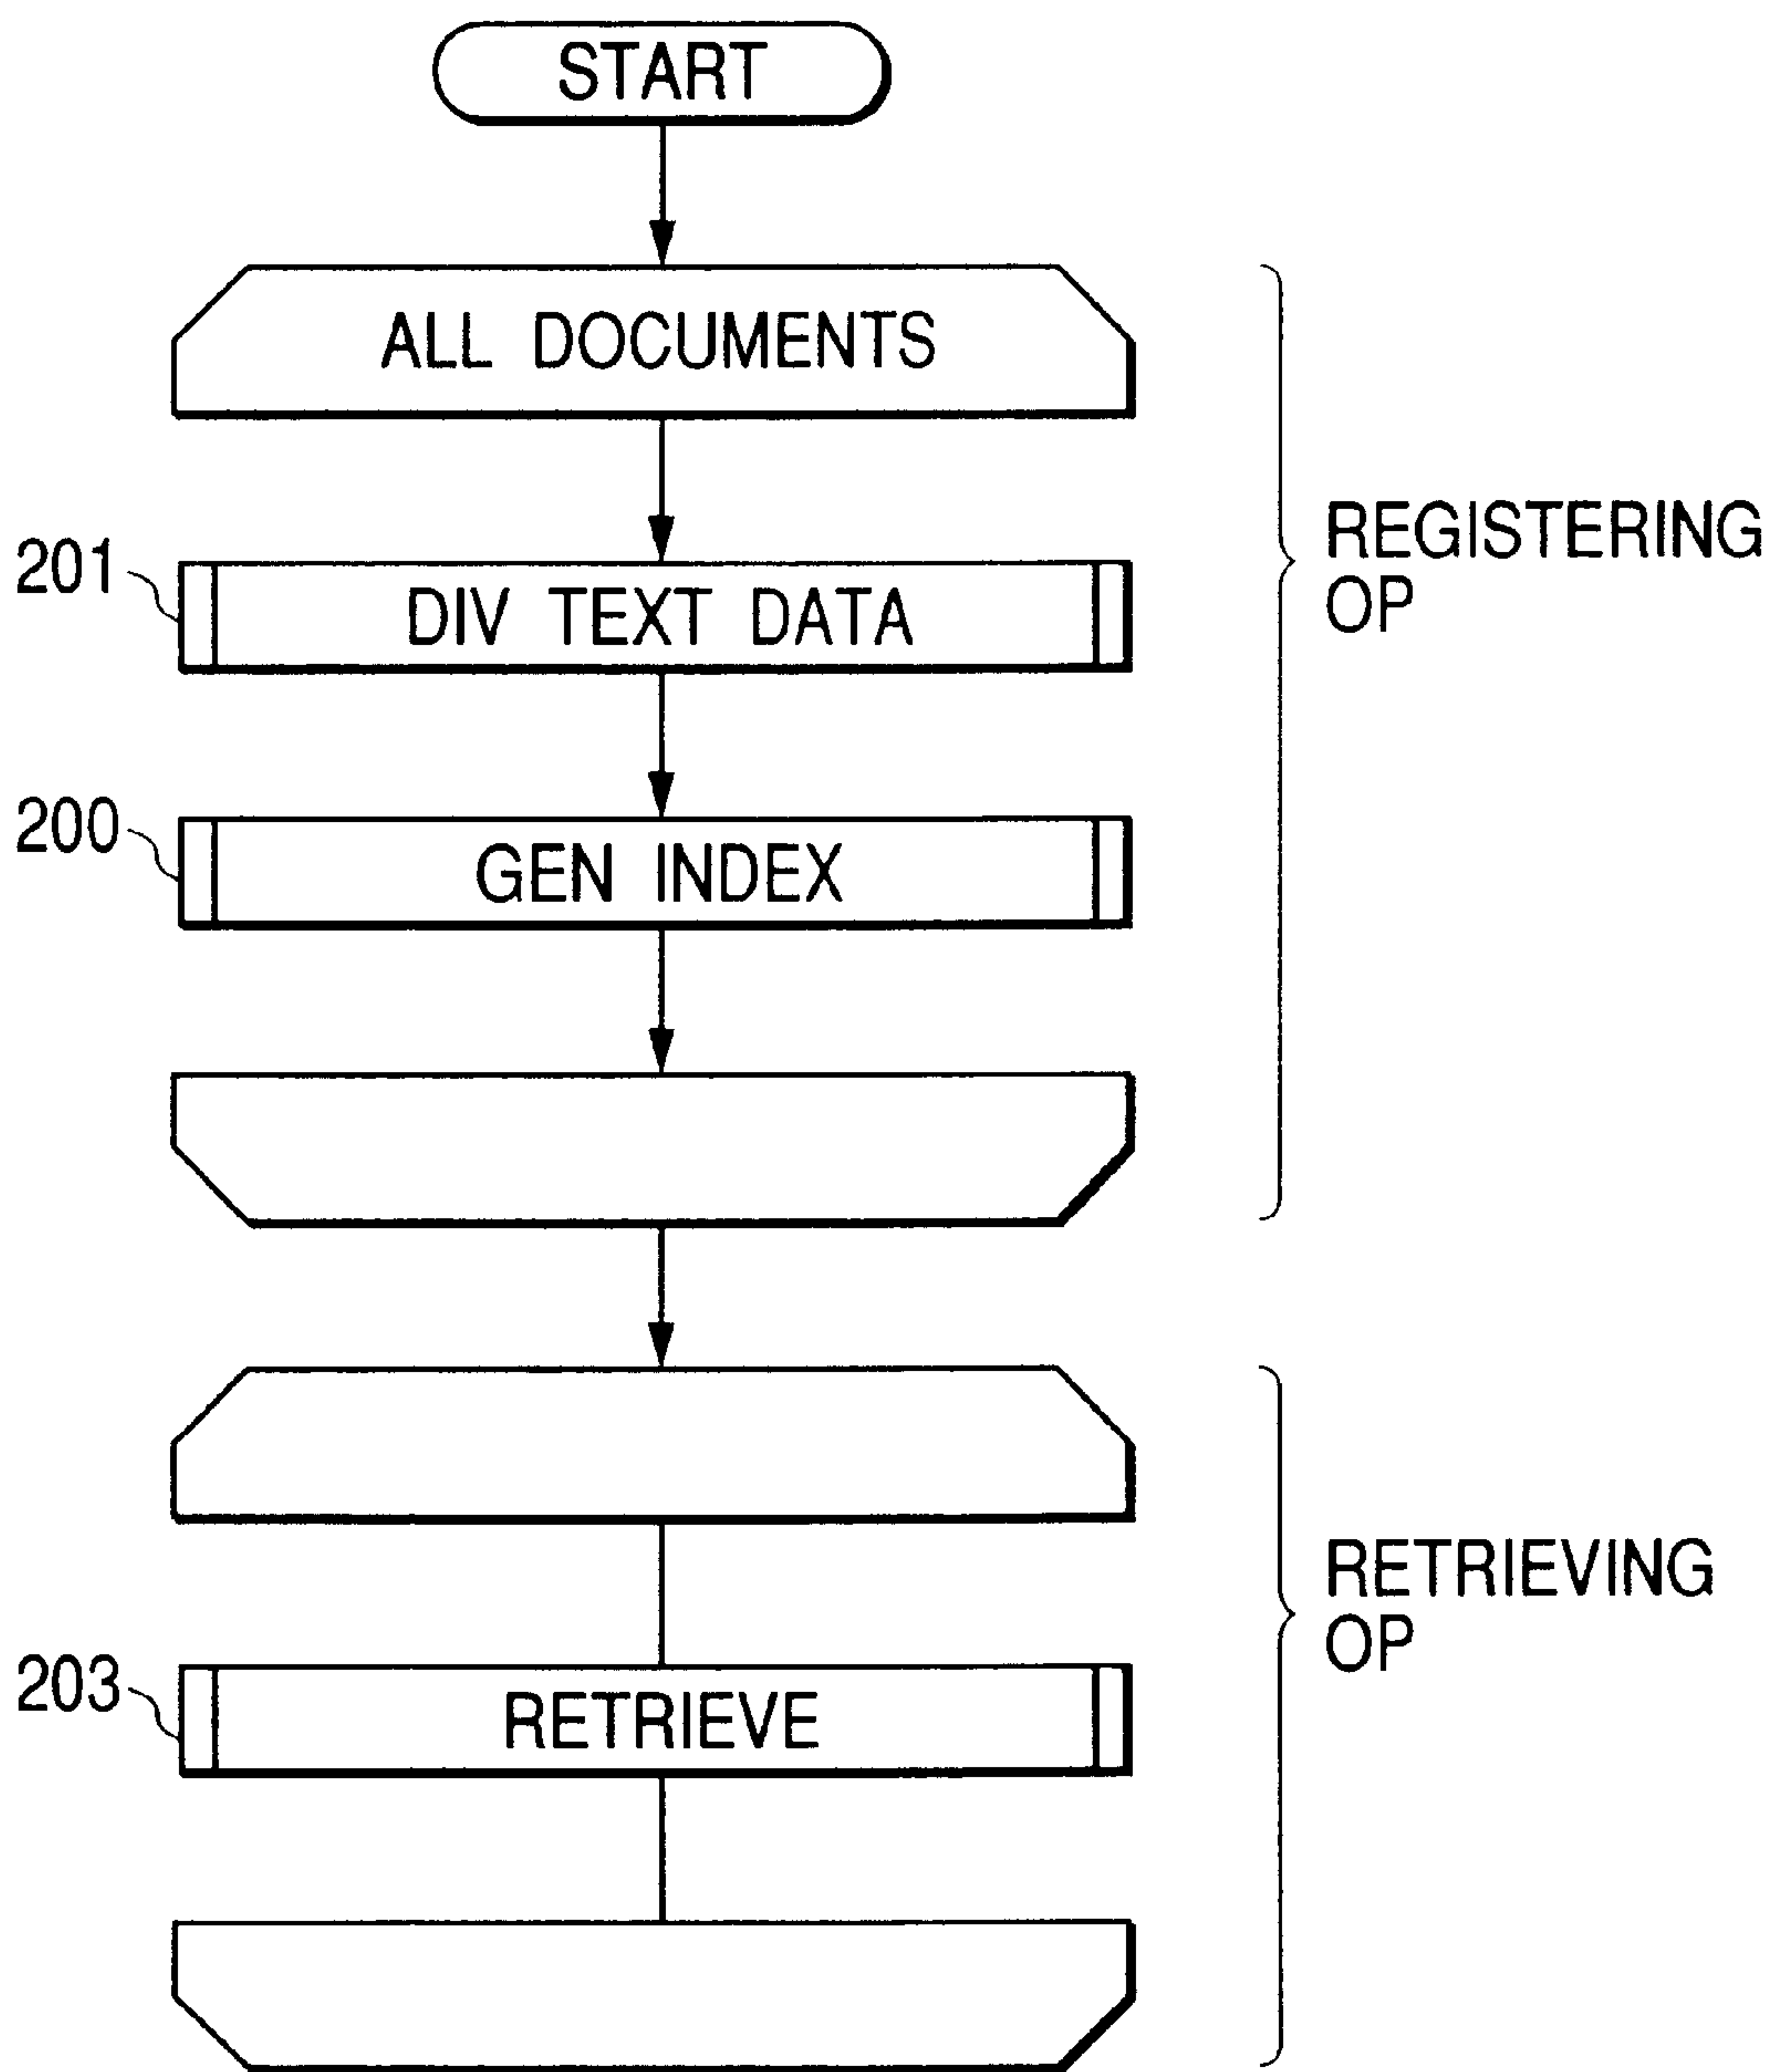 START
ALL DOCUMENTS
REGISTERING
OP
201
DIV TEXT DATA
200
GEN INDEX
RETRIEVING
OP
203
RETRIEVE